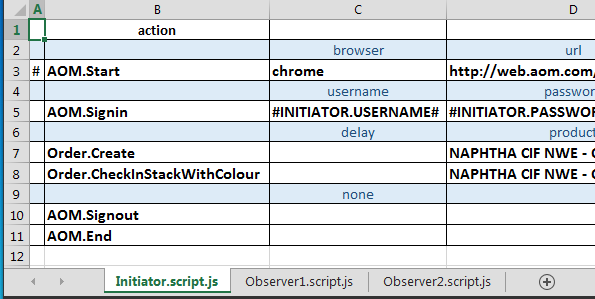 A B C D
1 action
2 browser url
3 # AOM.Start chrome http://web.aom.com/
4 username passwor
5 AOM.Signin #INITIATOR.USERNAME# #INITIATOR.PASSWOR
6 delay product
7 Order.Create NAPHTHA CIF NWE -
8 Order.CheckInStackWithColour NAPHTHA CIF NWE -
9 none
10 AOM.Signout
11 AOM.End
12
Initiator.script.js Observer1.script.js Observer2.script.js